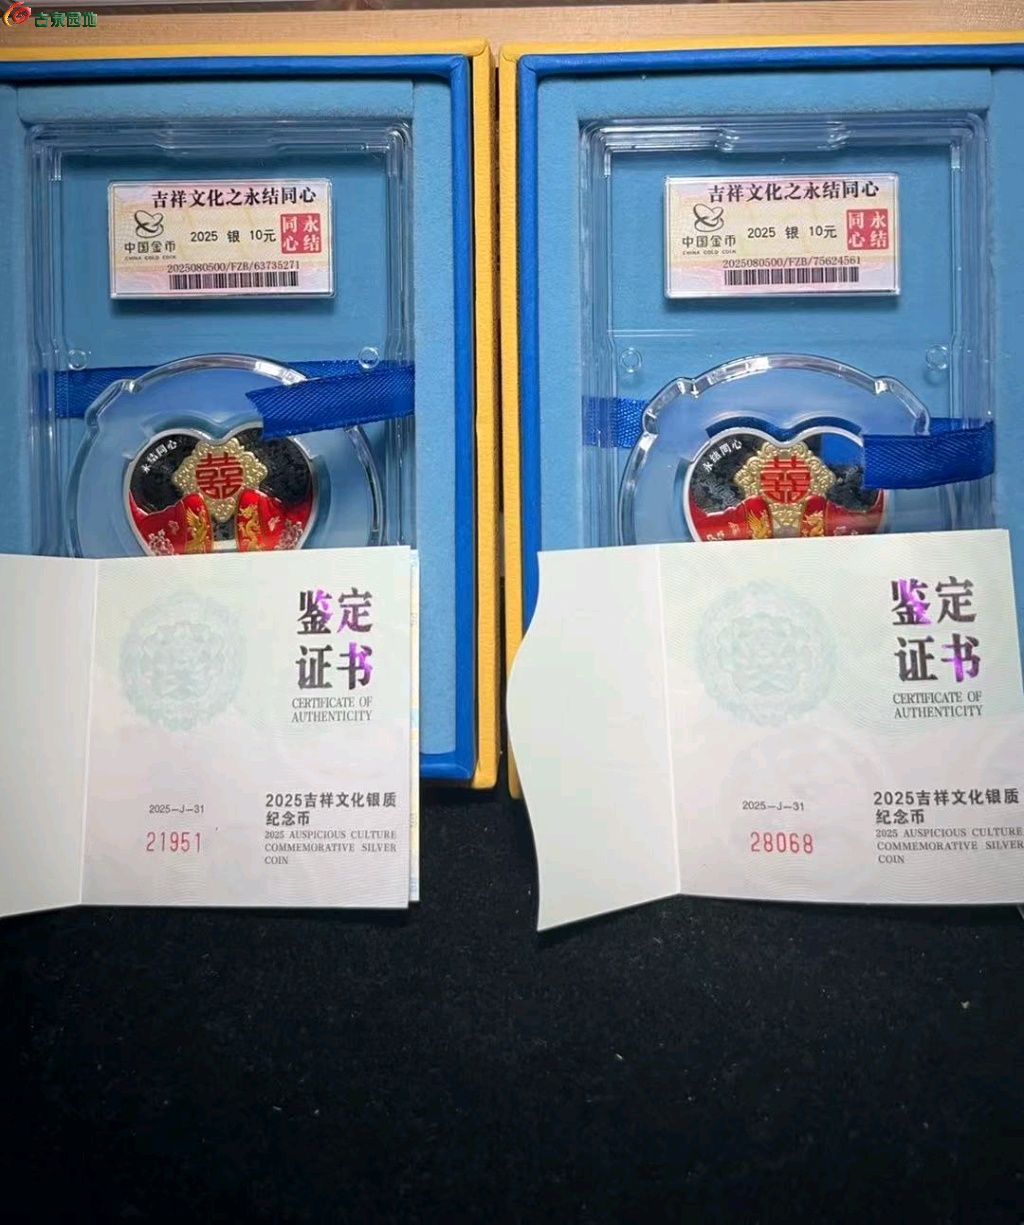 古泉园地
吉祥文化之永结同心
中国金币
CHINA GOLD COIN
2025 银 10元
永结
同心
2025080500/FZB/63735271
永结同心
囍
鉴定
证书
CERTIFICATE OF
AUTHENTICITY
2025-J-31
21951
2025吉祥文化银质
纪念币
2025 AUSPICIOUS CULTURE
COMMEMORATIVE SILVER
COIN
吉祥文化之永结同心
中国金币
CHINA GOLD COIN
2025 银 10元
永结
同心
2025080500/FZB/75624561
永结同心
囍
鉴定
证书
CERTIFICATE OF
AUTHENTICITY
2025-J-31
28068
2025吉祥文化银质
纪念币
2025 AUSPICIOUS CULTURE
COMMEMORATIVE SILVER
COIN